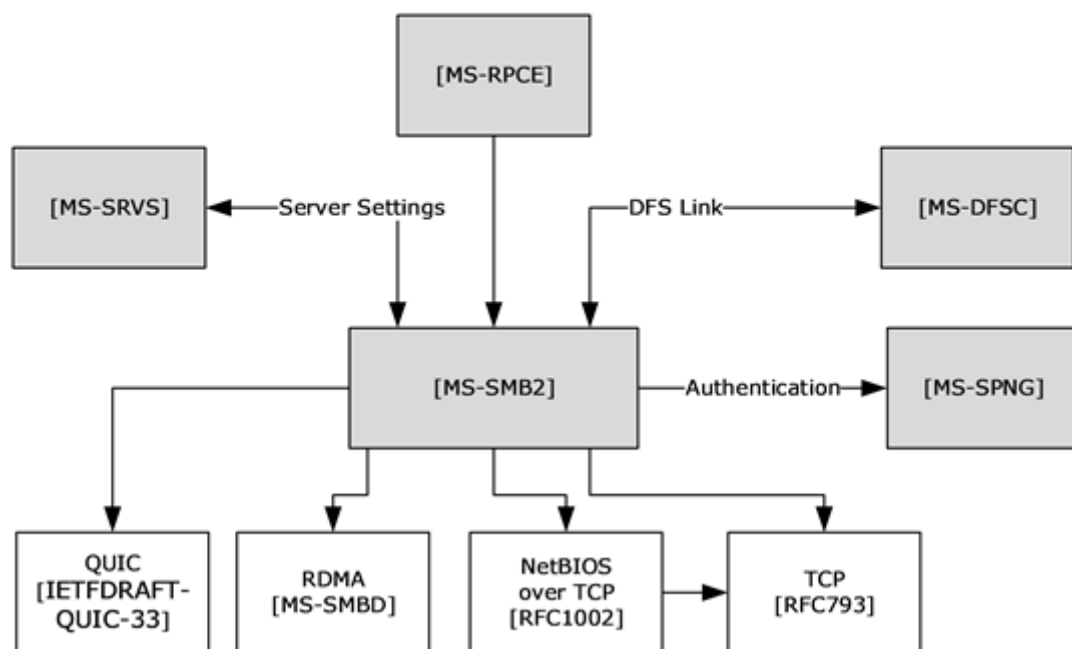 [MS-RPCE]
[MS-SRVS]
Server Settings
DFS Link
[MS-DFSC]
[MS-SMB2]
Authentication
[MS-SPNG]
QUIC
[IETFDRAFT-
QUIC-33]
RDMA
[MS-SMBD]
NetBIOS
over TCP
[RFC1002]
TCP
[RFC793]